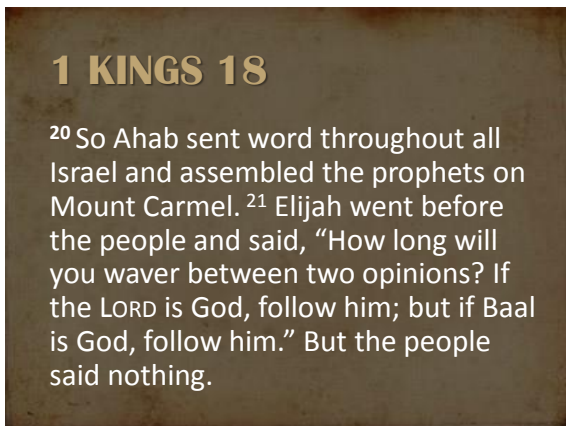 1 KINGS 18
20 So Ahab sent word throughout all
Israel and assembled the prophets on
Mount Carmel. 21 Elijah went before
the people and said, “How long will
you waver between two opinions? If
the LORD is God, follow him; but if Baal
is God, follow him.” But the people
said nothing.